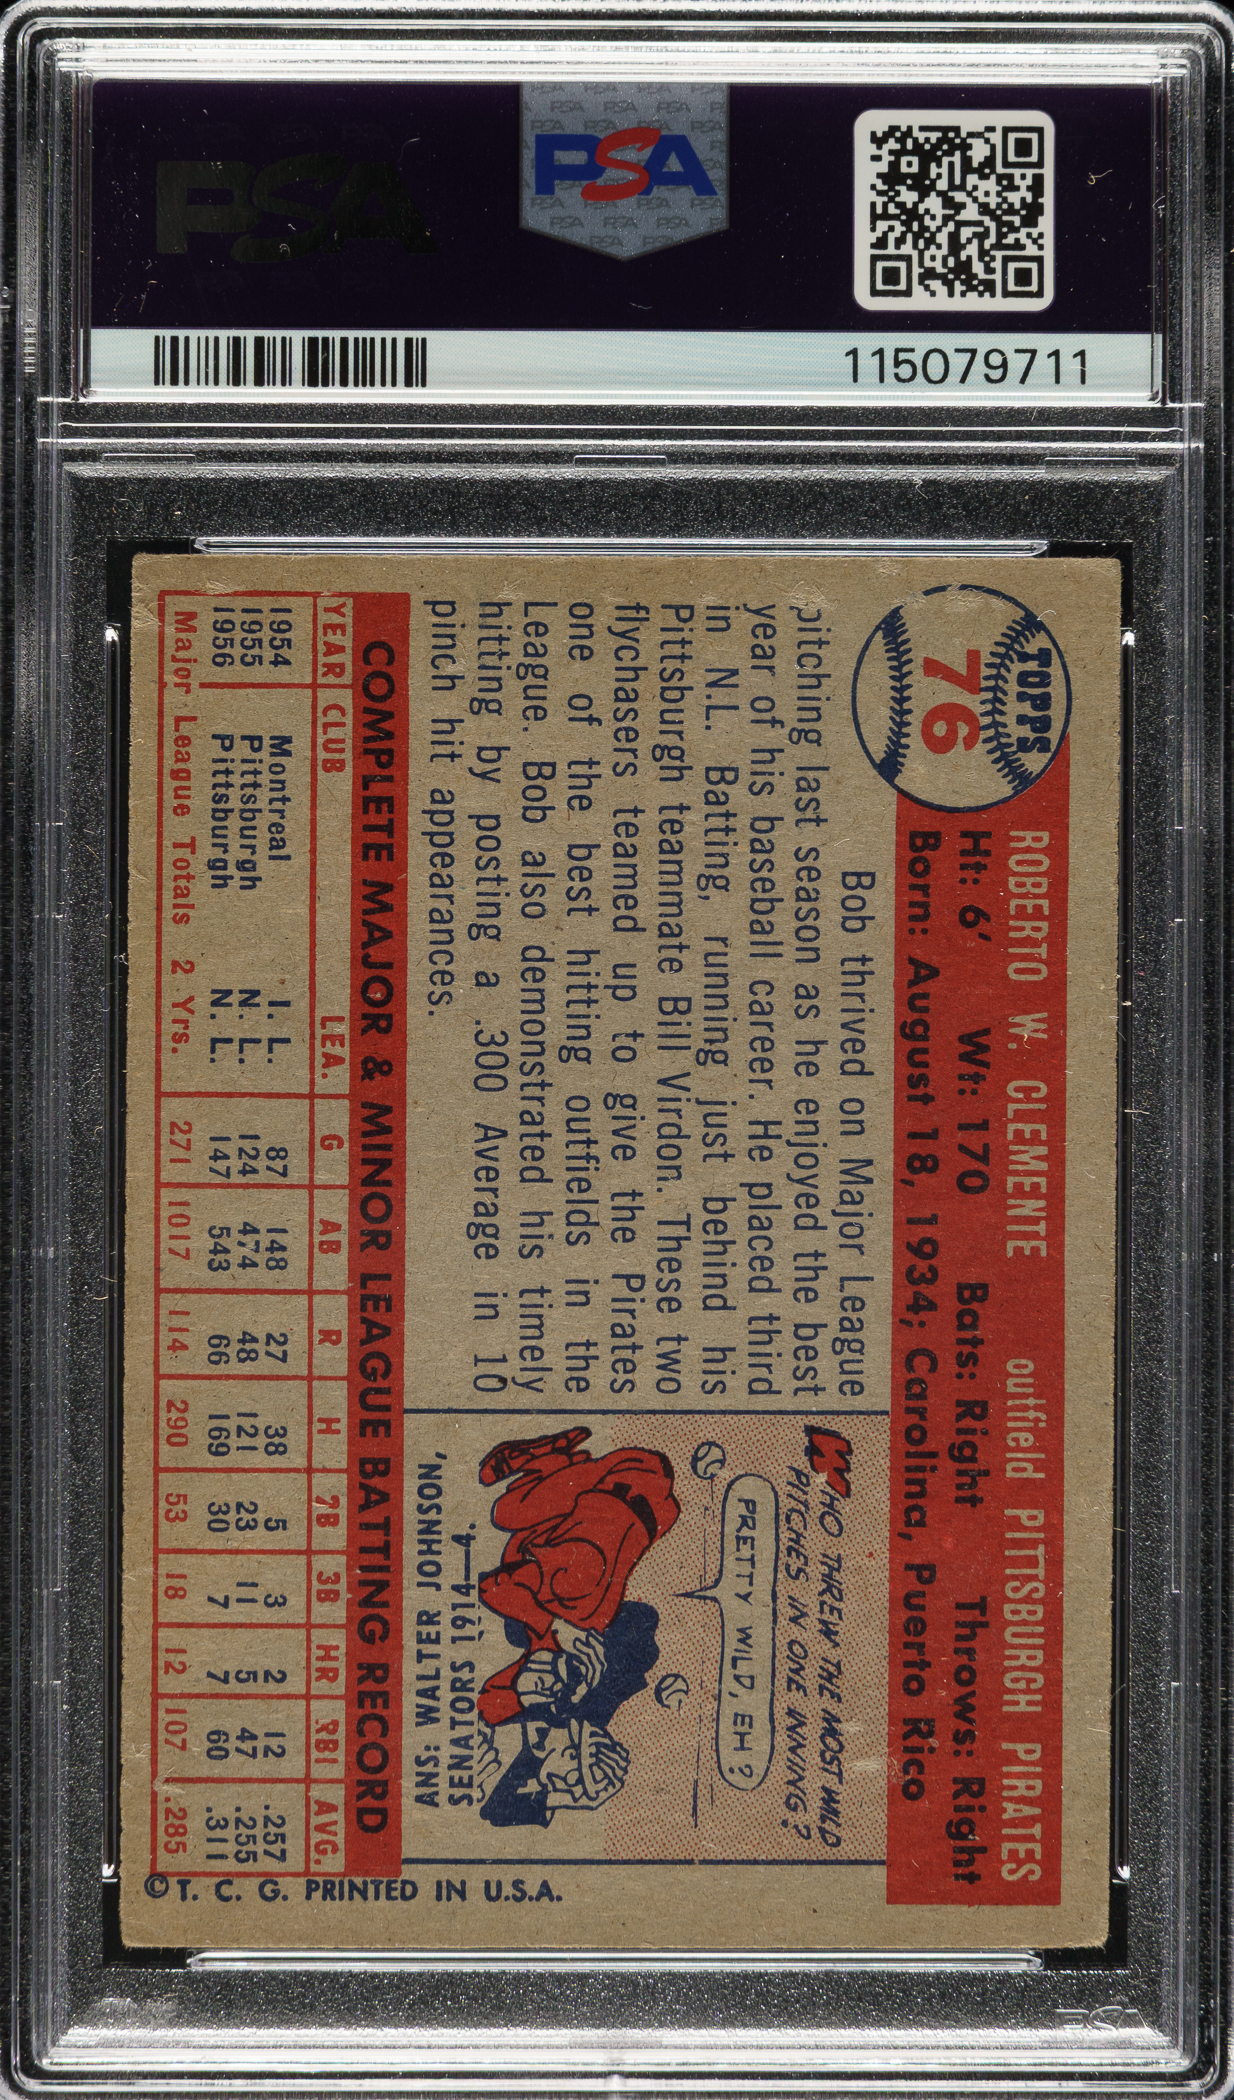 PSA
PSA
115079711
TOPPS
76
ROBERTO W. CLEMENTE outfield PITTSBURGH PIRATES
Ht: 6' Wt: 170 Bats: Right Throws: Right
Born: August 18, 1934; Carolina, Puerto Rico
Bob thrived on Major League
pitching last season as he enjoyed the best
year of his baseball career. He placed third
in N.L. Batting, running just behind his
Pittsburgh teammate Bill Virdon. These two
flychasers teamed up to give the Pirates
one of the best hitting outfields in the
League. Bob also demonstrated his timely
hitting by posting a .300 Average in 10
pinch hit appearances.
WHO THREW THE MOST WILD
PITCHES IN ONE INNING?
PRETTY WILD, EH?
ANS: WALTER JOHNSON,
SENATORS 1914—4.
COMPLETE MAJOR & MINOR LEAGUE BATTING RECORD
YEAR CLUB LEA. G AB R H 2B 3B HR RBI AVG.
1954 Montreal I. L. 87 148 27 38 5 3 2 12 .257
1955 Pittsburgh N. L. 124 474 48 121 23 11 5 47 .255
1956 Pittsburgh N. L. 147 543 66 169 30 7 7 60 .311
Major League Totals 2 Yrs. 271 1017 114 290 53 18 12 107 .285
© T. C. G. PRINTED IN U.S.A.
PSA